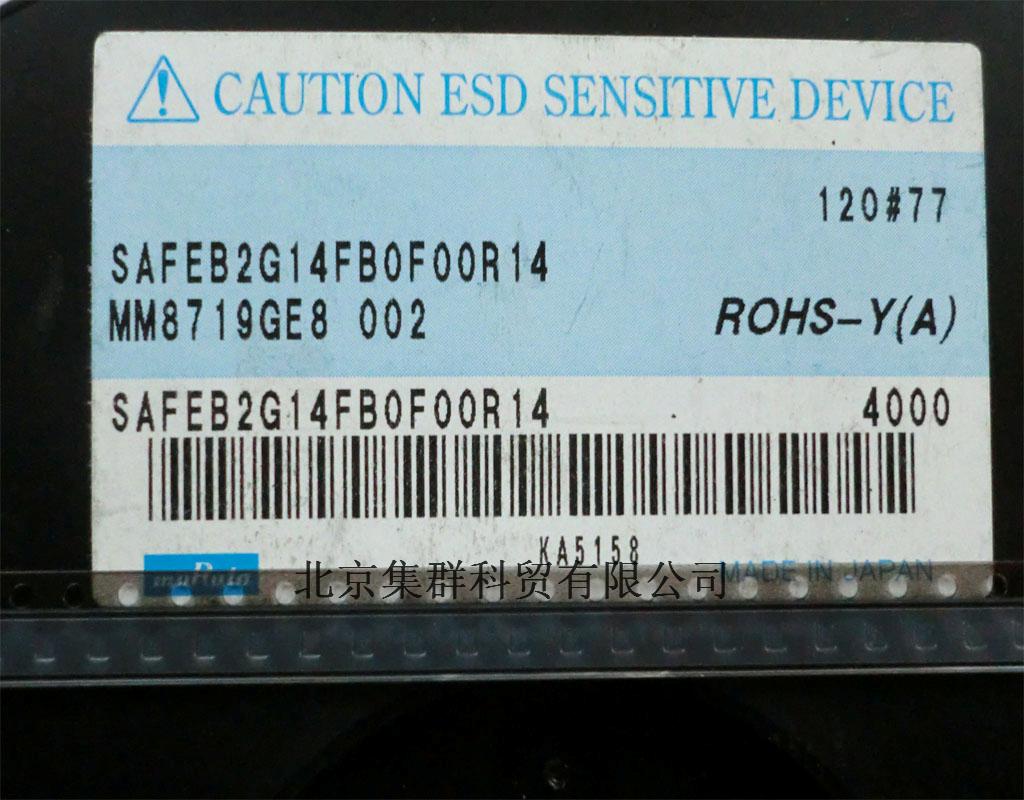 CAUTION ESD SENSITIVE DEVICE
120#77
SAFEB2G14FB0F00R14
MM8719GE8 002
ROHS-Y(A)
SAFEB2G14FB0F00R14 4000
KA5158
muRata
北京集群科贸有限公司
MADE IN JAPAN